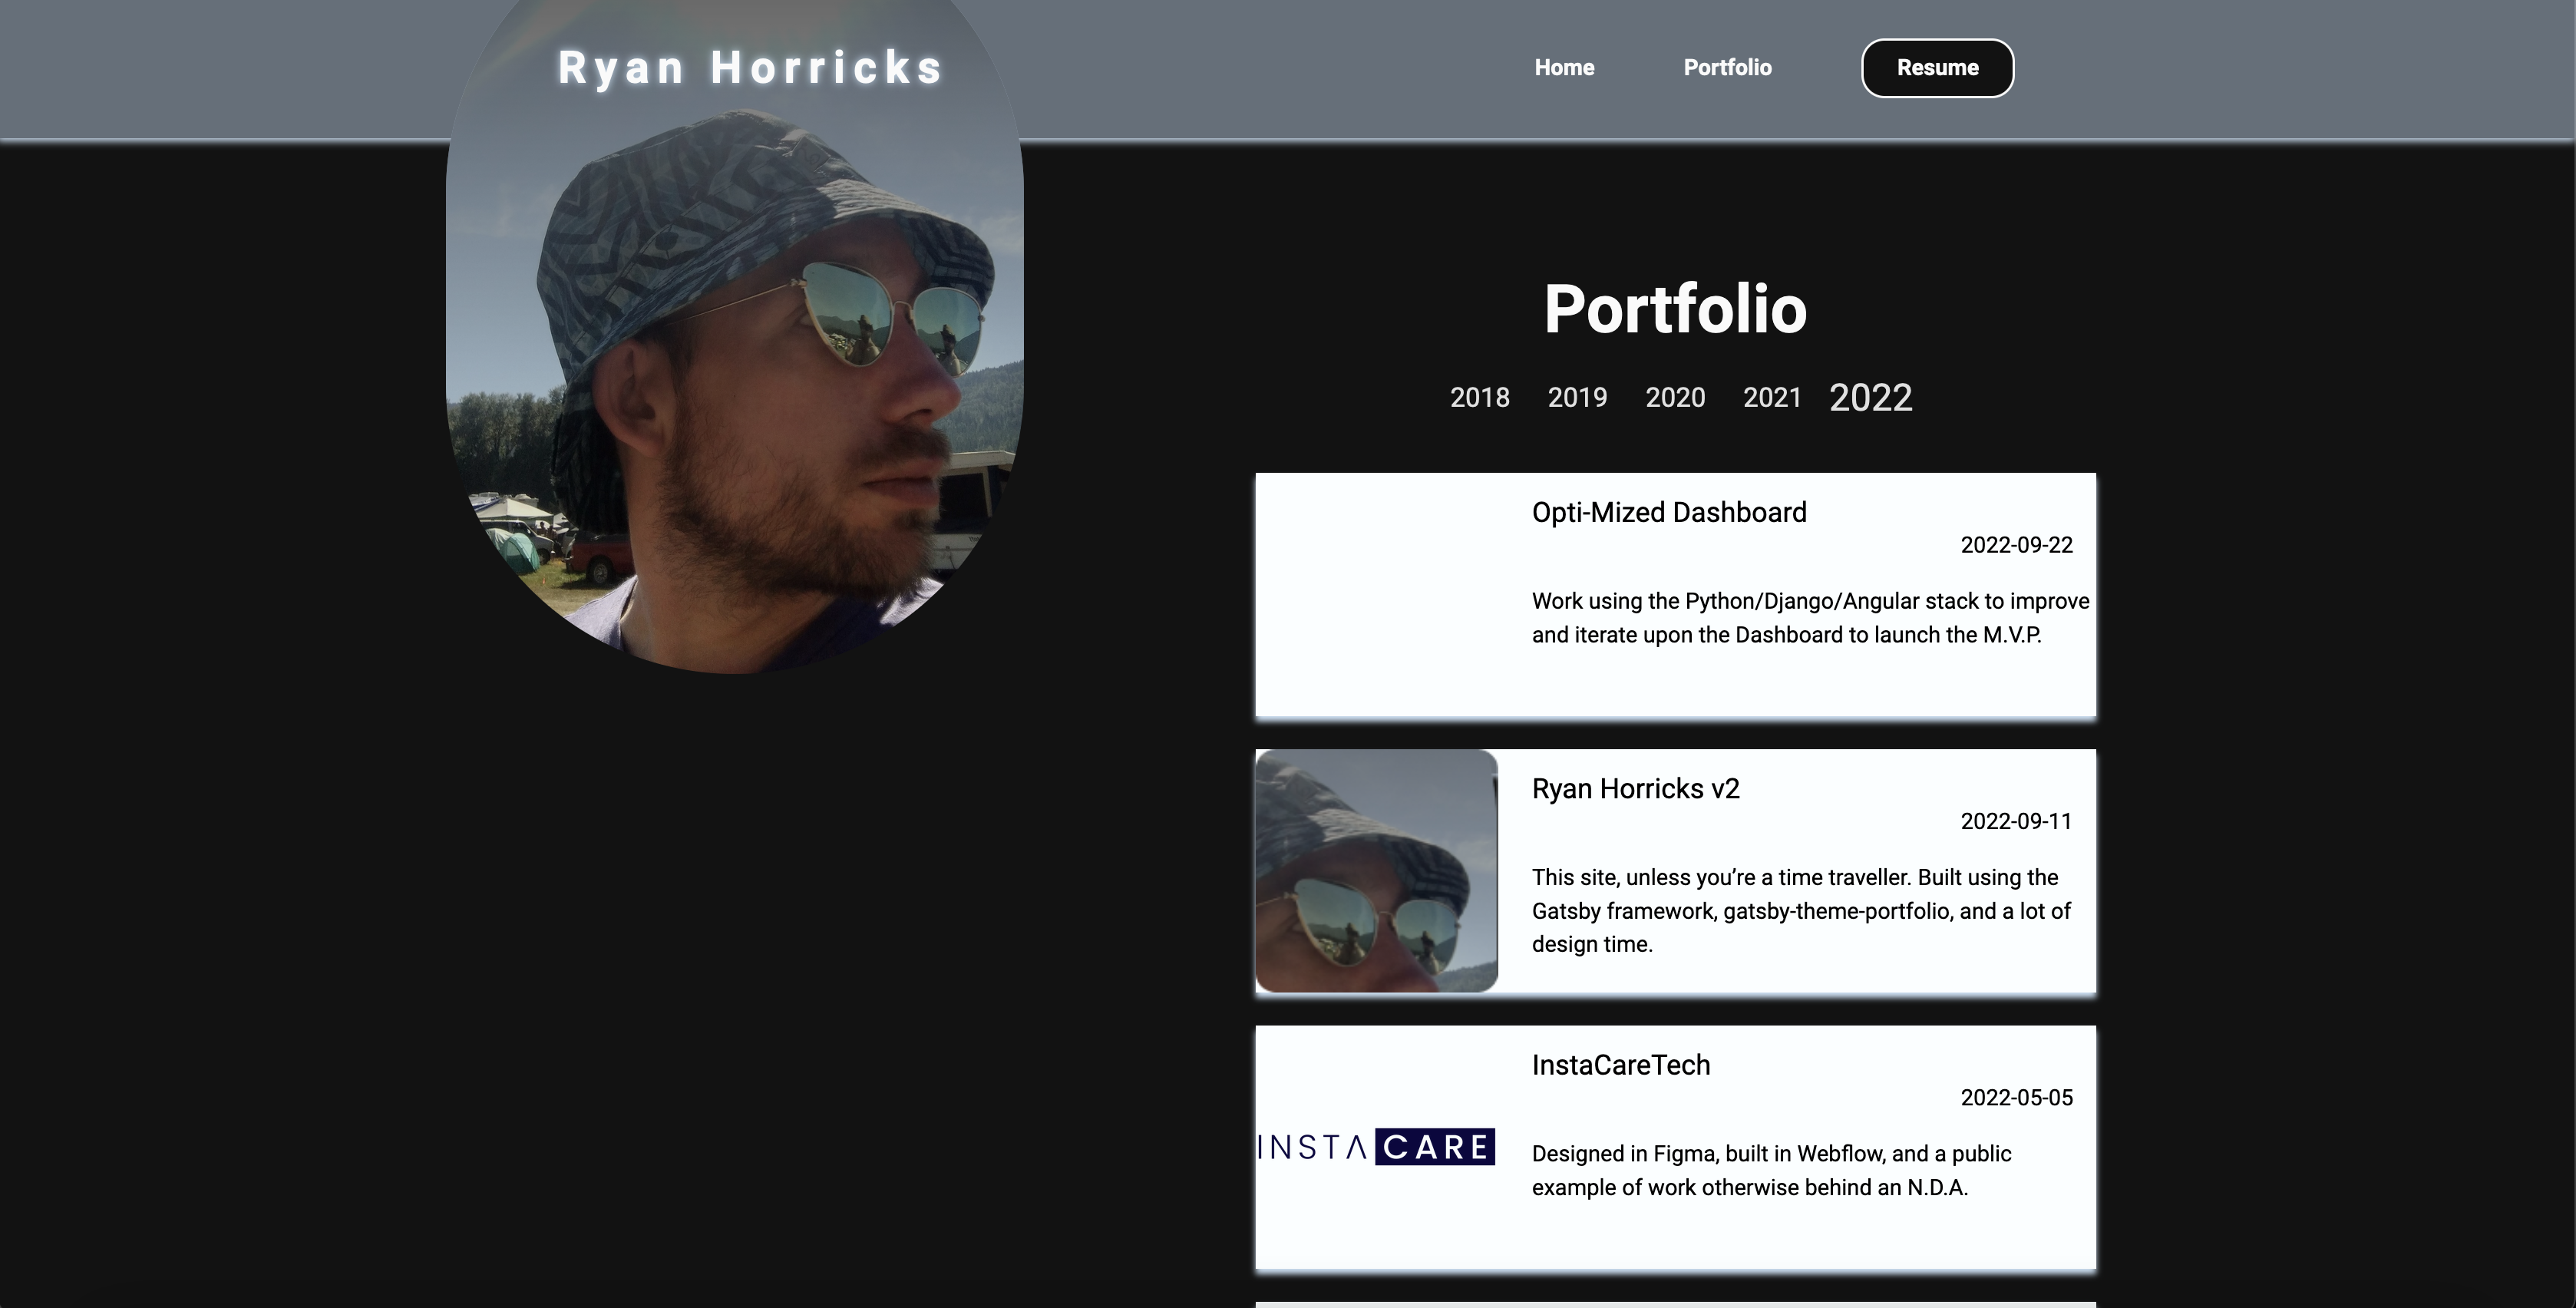 Ryan Horricks
Home
Portfolio
Resume
Portfolio
2018
2019
2020
2021
2022
Opti-Mized Dashboard
2022-09-22
Work using the Python/Django/Angular stack to improve
and iterate upon the Dashboard to launch the M.V.P.
Ryan Horricks v2
2022-09-11
This site, unless you’re a time traveller. Built using the
Gatsby framework, gatsby-theme-portfolio, and a lot of
design time.
INSTΛ CARE
InstaCareTech
2022-05-05
Designed in Figma, built in Webflow, and a public
example of work otherwise behind an N.D.A.